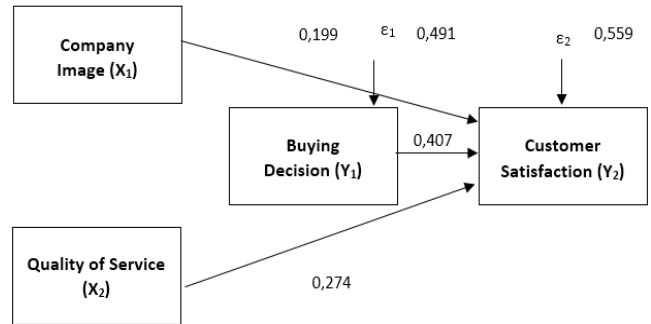 0,199 ε₁ 0,491 ε₂ 0,559
Company
Image (X₁)
Buying
Decision (Y₁)
0,407
Customer
Satisfaction (Y₂)
Quality of Service
(X₂)
0,274